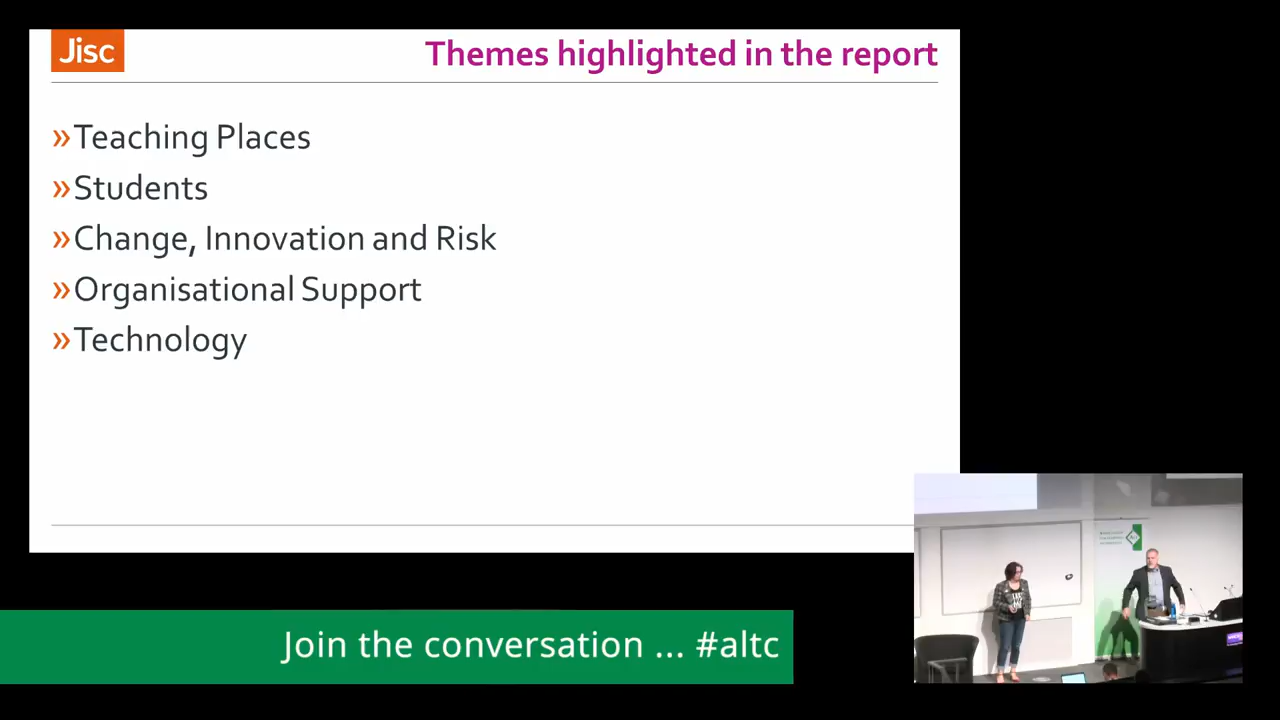 Jisc
Themes highlighted in the report
»Teaching Places
»Students
»Change, Innovation and Risk
»Organisational Support
»Technology
Join the conversation ... #altc